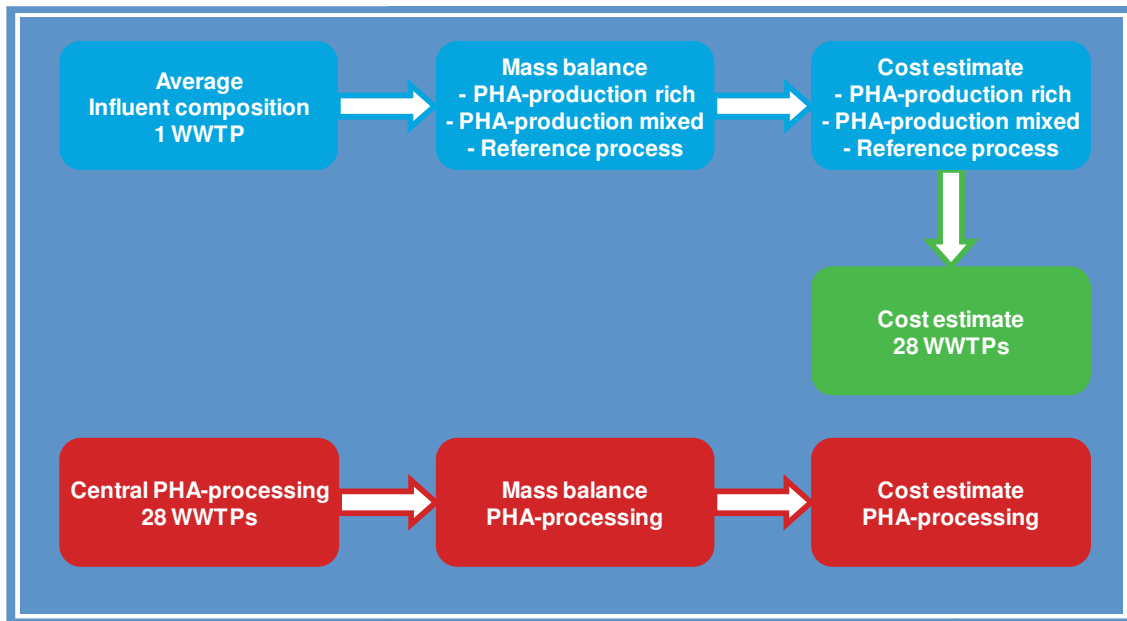 Average
Influent composition
1 WWTP
Mass balance
- PHA-production rich
- PHA-production mixed
- Reference process
Cost estimate
- PHA-production rich
- PHA-production mixed
- Reference process
Cost estimate
28 WWTPs
Central PHA-processing
28 WWTPs
Mass balance
PHA-processing
Cost estimate
PHA-processing